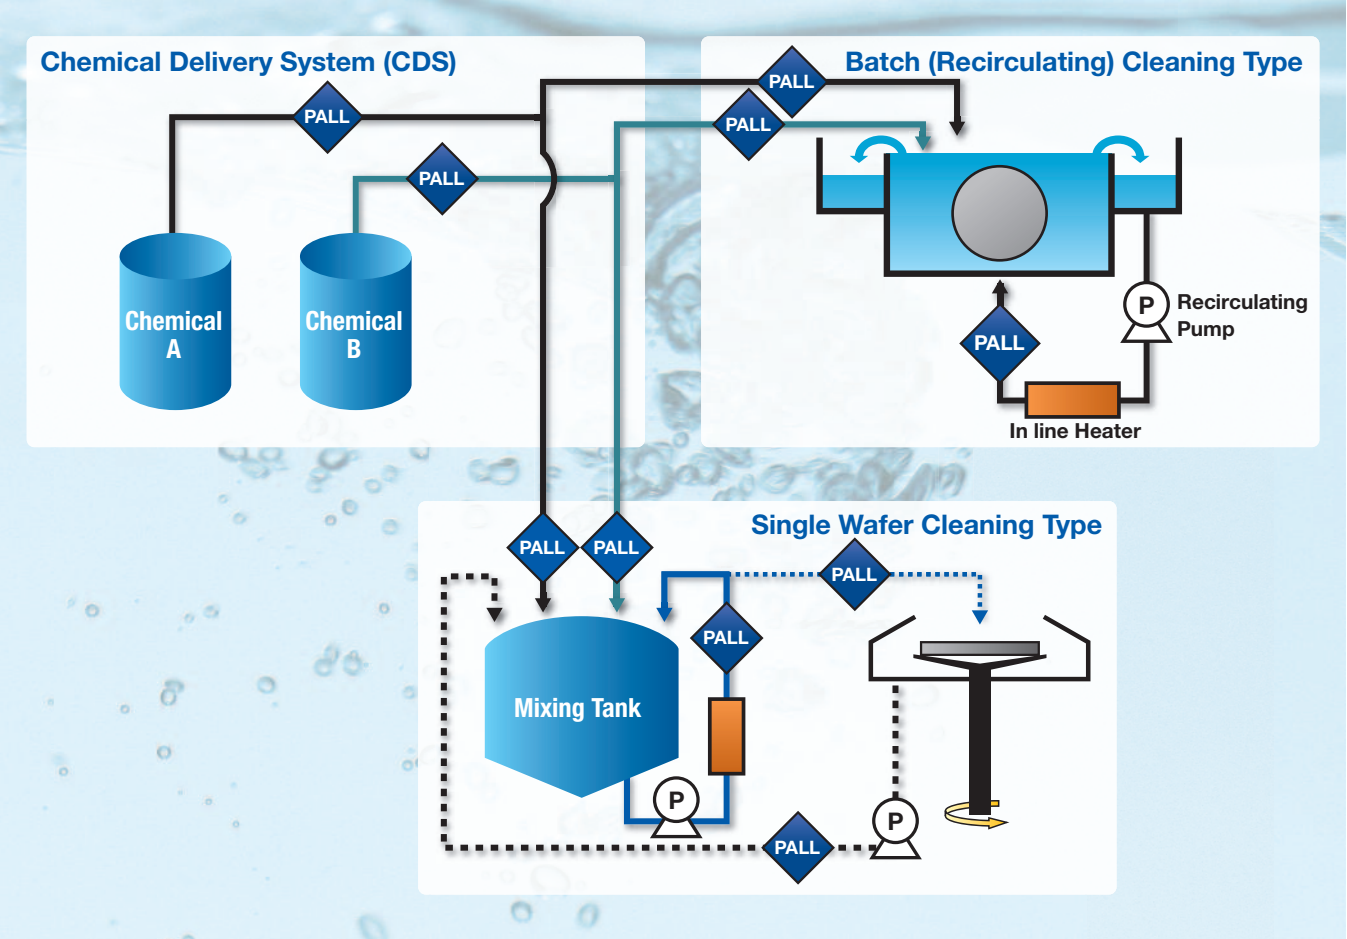 Chemical Delivery System (CDS)
PALL
PALL
Chemical
A
Chemical
B
Batch (Recirculating) Cleaning Type
PALL
PALL
P
Recirculating
Pump
PALL
In line Heater
Single Wafer Cleaning Type
PALL
PALL
PALL
PALL
Mixing Tank
P
P
PALL